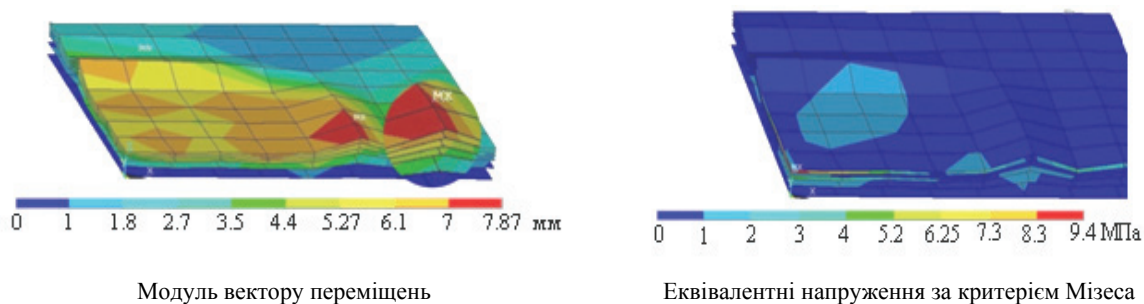 MX
MX
X
0 1 1.8 2.7 3.5 4.4 5.27 6.1 7 7.87 мм
Модуль вектору переміщень
X
0 1 2 3 4 5.2 6.25 7.3 8.3 9.4 МПа
Еквівалентні напруження за критерієм Мізеса